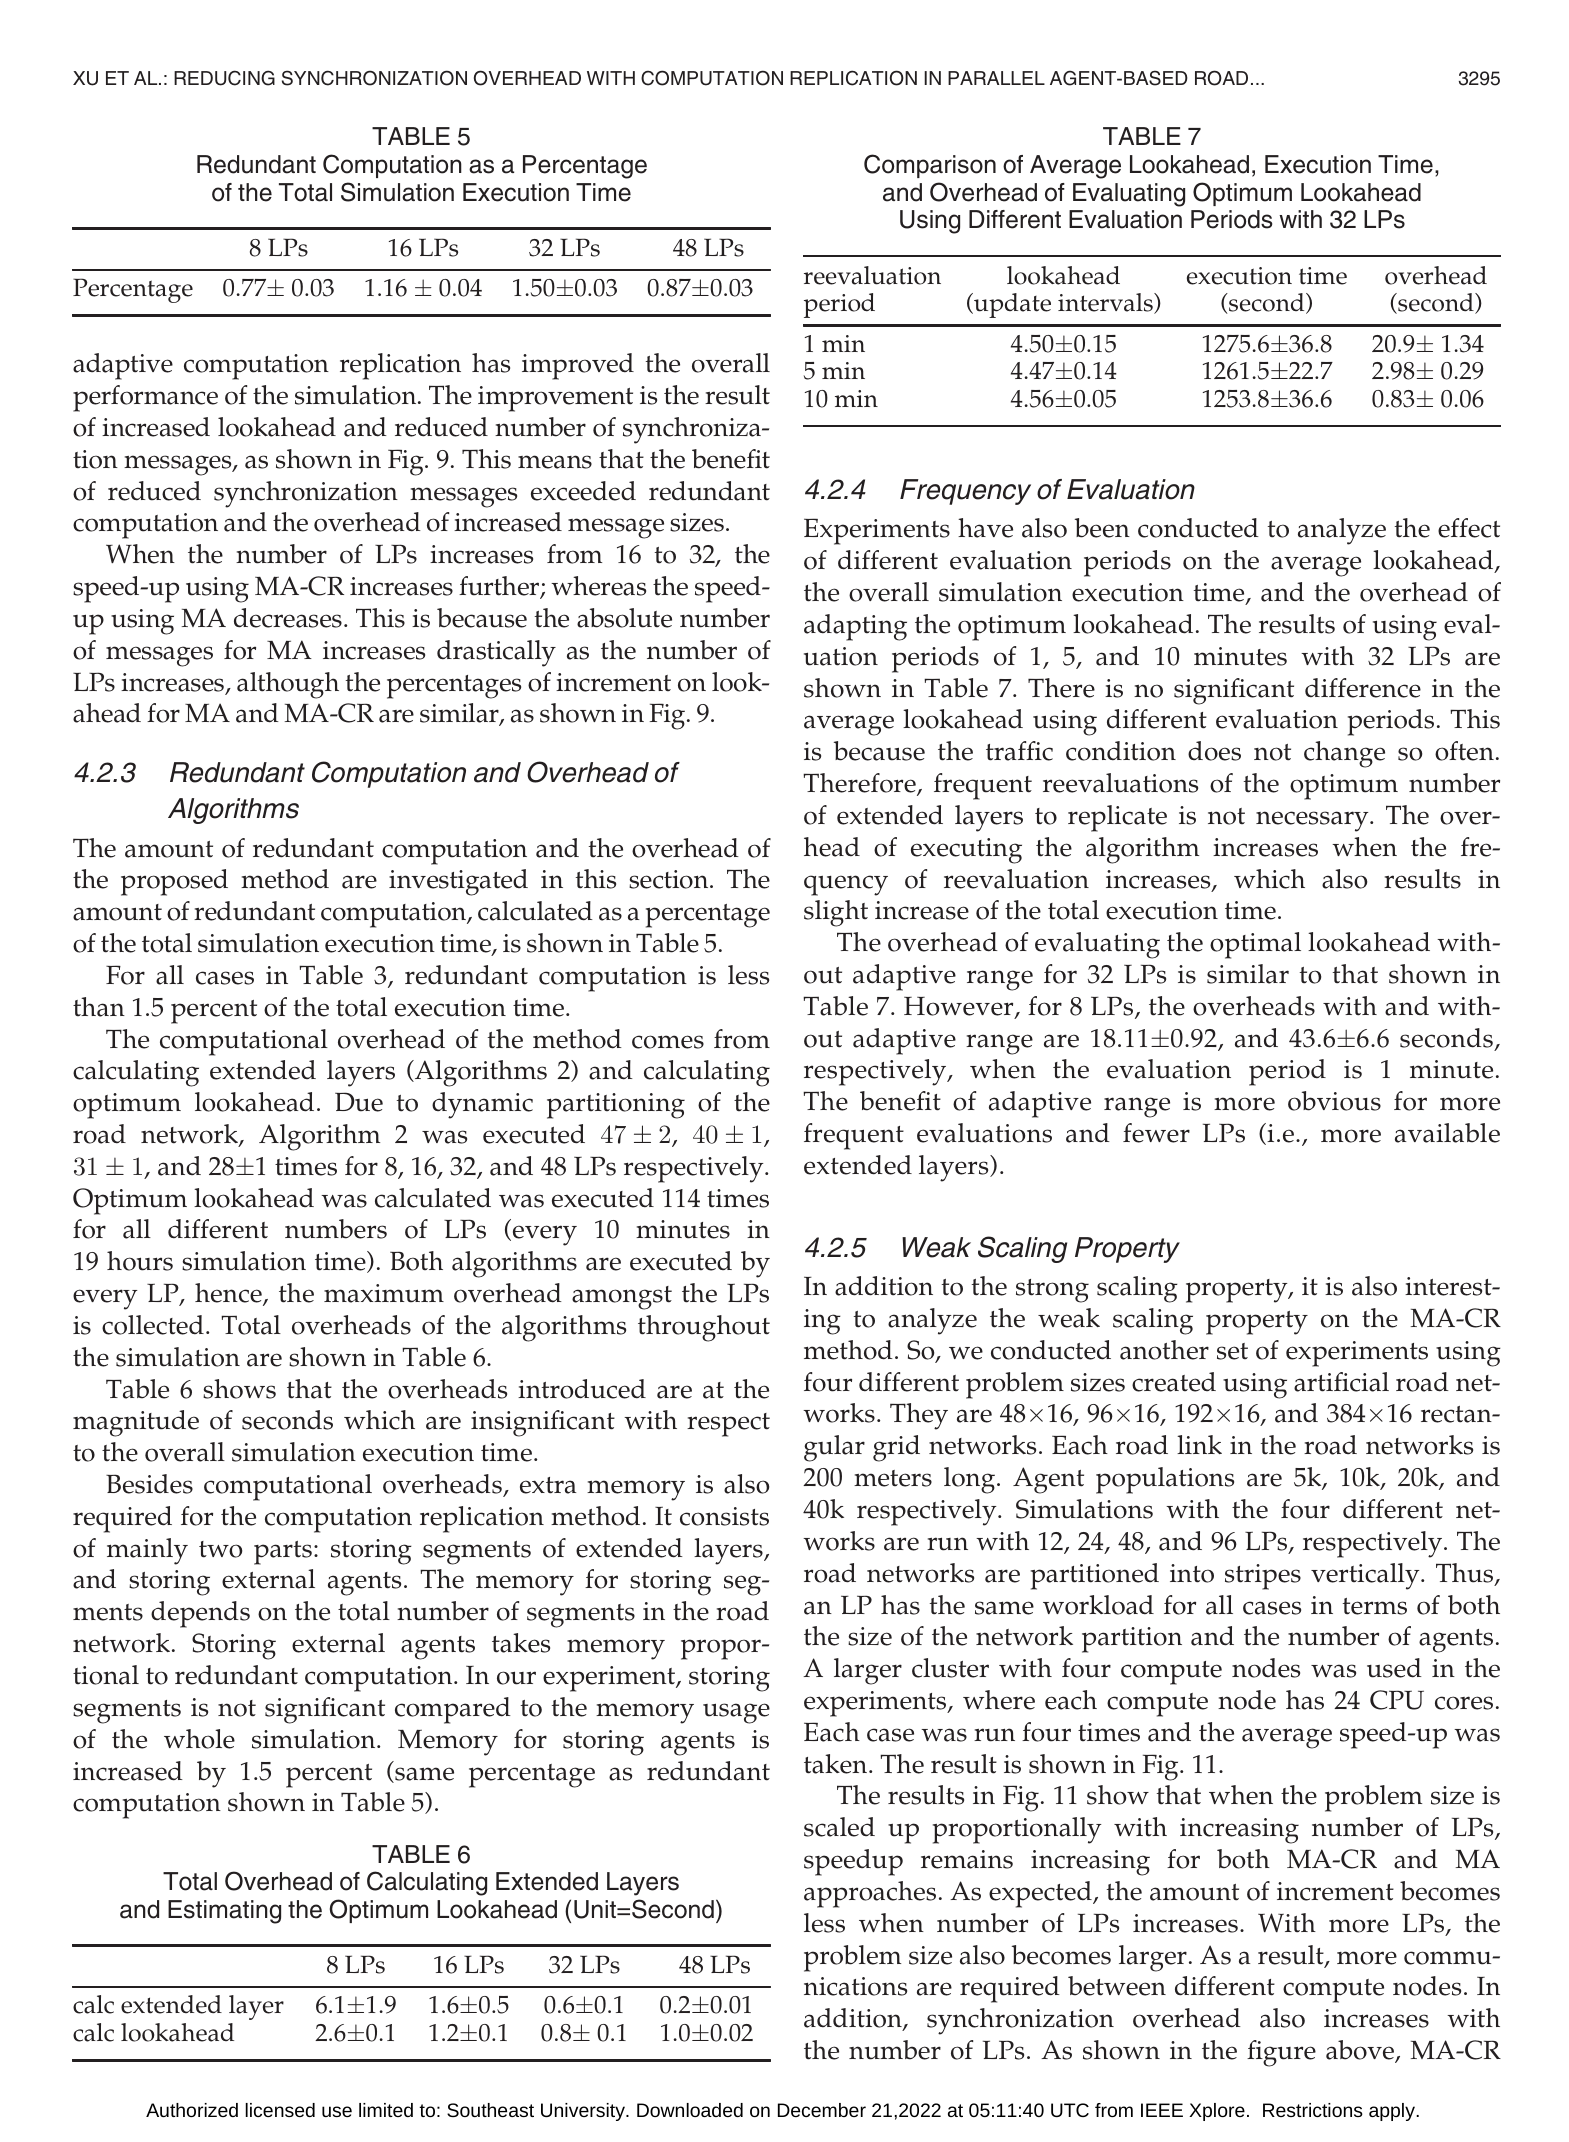 XU ET AL.: REDUCING SYNCHRONIZATION OVERHEAD WITH COMPUTATION REPLICATION IN PARALLEL AGENT-BASED ROAD...
3295
TABLE 5
Redundant Computation as a Percentage
of the Total Simulation Execution Time
8 LPs 16 LPs 32 LPs 48 LPs
Percentage 0.77± 0.03 1.16 ± 0.04 1.50±0.03 0.87±0.03
adaptive computation replication has improved the overall
performance of the simulation. The improvement is the result
of increased lookahead and reduced number of synchroniza-
tion messages, as shown in Fig. 9. This means that the benefit
of reduced synchronization messages exceeded redundant
computation and the overhead of increased message sizes.
When the number of LPs increases from 16 to 32, the
speed-up using MA-CR increases further; whereas the speed-
up using MA decreases. This is because the absolute number
of messages for MA increases drastically as the number of
LPs increases, although the percentages of increment on look-
ahead for MA and MA-CR are similar, as shown in Fig. 9.
4.2.3 Redundant Computation and Overhead of
Algorithms
The amount of redundant computation and the overhead of
the proposed method are investigated in this section. The
amount of redundant computation, calculated as a percentage
of the total simulation execution time, is shown in Table 5.
For all cases in Table 3, redundant computation is less
than 1.5 percent of the total execution time.
The computational overhead of the method comes from
calculating extended layers (Algorithms 2) and calculating
optimum lookahead. Due to dynamic partitioning of the
road network, Algorithm 2 was executed 47 ± 2, 40 ± 1,
31 ± 1, and 28±1 times for 8, 16, 32, and 48 LPs respectively.
Optimum lookahead was calculated was executed 114 times
for all different numbers of LPs (every 10 minutes in
19 hours simulation time). Both algorithms are executed by
every LP, hence, the maximum overhead amongst the LPs
is collected. Total overheads of the algorithms throughout
the simulation are shown in Table 6.
Table 6 shows that the overheads introduced are at the
magnitude of seconds which are insignificant with respect
to the overall simulation execution time.
Besides computational overheads, extra memory is also
required for the computation replication method. It consists
of mainly two parts: storing segments of extended layers,
and storing external agents. The memory for storing seg-
ments depends on the total number of segments in the road
network. Storing external agents takes memory propor-
tional to redundant computation. In our experiment, storing
segments is not significant compared to the memory usage
of the whole simulation. Memory for storing agents is
increased by 1.5 percent (same percentage as redundant
computation shown in Table 5).
TABLE 6
Total Overhead of Calculating Extended Layers
and Estimating the Optimum Lookahead (Unit=Second)
8 LPs 16 LPs 32 LPs 48 LPs
calc extended layer 6.1±1.9 1.6±0.5 0.6±0.1 0.2±0.01
calc lookahead 2.6±0.1 1.2±0.1 0.8± 0.1 1.0±0.02
TABLE 7
Comparison of Average Lookahead, Execution Time,
and Overhead of Evaluating Optimum Lookahead
Using Different Evaluation Periods with 32 LPs
reevaluation lookahead execution time overhead
period (update intervals) (second) (second)
1 min 4.50±0.15 1275.6±36.8 20.9± 1.34
5 min 4.47±0.14 1261.5±22.7 2.98± 0.29
10 min 4.56±0.05 1253.8±36.6 0.83± 0.06
4.2.4 Frequency of Evaluation
Experiments have also been conducted to analyze the effect
of different evaluation periods on the average lookahead,
the overall simulation execution time, and the overhead of
adapting the optimum lookahead. The results of using eval-
uation periods of 1, 5, and 10 minutes with 32 LPs are
shown in Table 7. There is no significant difference in the
average lookahead using different evaluation periods. This
is because the traffic condition does not change so often.
Therefore, frequent reevaluations of the optimum number
of extended layers to replicate is not necessary. The over-
head of executing the algorithm increases when the fre-
quency of reevaluation increases, which also results in
slight increase of the total execution time.
The overhead of evaluating the optimal lookahead with-
out adaptive range for 32 LPs is similar to that shown in
Table 7. However, for 8 LPs, the overheads with and with-
out adaptive range are 18.11±0.92, and 43.6±6.6 seconds,
respectively, when the evaluation period is 1 minute.
The benefit of adaptive range is more obvious for more
frequent evaluations and fewer LPs (i.e., more available
extended layers).
4.2.5 Weak Scaling Property
In addition to the strong scaling property, it is also interest-
ing to analyze the weak scaling property on the MA-CR
method. So, we conducted another set of experiments using
four different problem sizes created using artificial road net-
works. They are 48×16, 96×16, 192×16, and 384×16 rectan-
gular grid networks. Each road link in the road networks is
200 meters long. Agent populations are 5k, 10k, 20k, and
40k respectively. Simulations with the four different net-
works are run with 12, 24, 48, and 96 LPs, respectively. The
road networks are partitioned into stripes vertically. Thus,
an LP has the same workload for all cases in terms of both
the size of the network partition and the number of agents.
A larger cluster with four compute nodes was used in the
experiments, where each compute node has 24 CPU cores.
Each case was run four times and the average speed-up was
taken. The result is shown in Fig. 11.
The results in Fig. 11 show that when the problem size is
scaled up proportionally with increasing number of LPs,
speedup remains increasing for both MA-CR and MA
approaches. As expected, the amount of increment becomes
less when number of LPs increases. With more LPs, the
problem size also becomes larger. As a result, more commu-
nications are required between different compute nodes. In
addition, synchronization overhead also increases with
the number of LPs. As shown in the figure above, MA-CR
Authorized licensed use limited to: Southeast University. Downloaded on December 21,2022 at 05:11:40 UTC from IEEE Xplore. Restrictions apply.